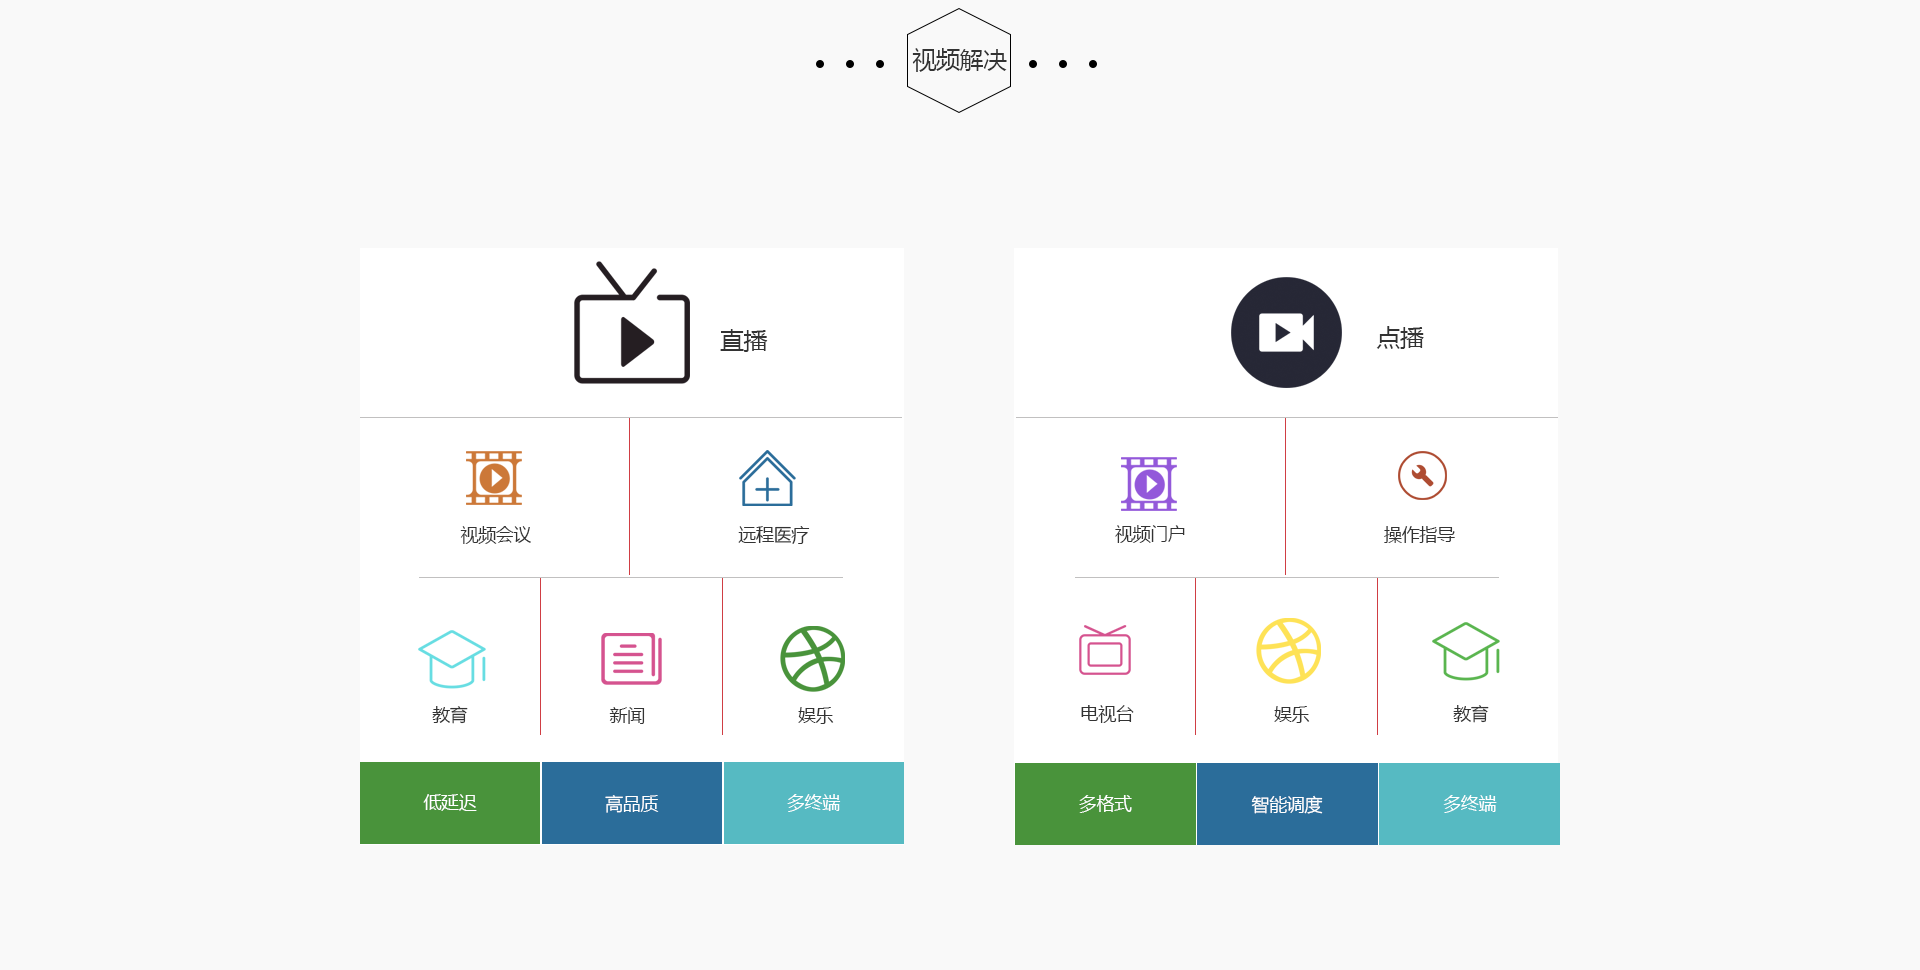 视频解决
直播
视频会议
远程医疗
教育
新闻
娱乐
低延迟
高品质
多终端
点播
视频门户
操作指导
电视台
娱乐
教育
多格式
智能调度
多终端